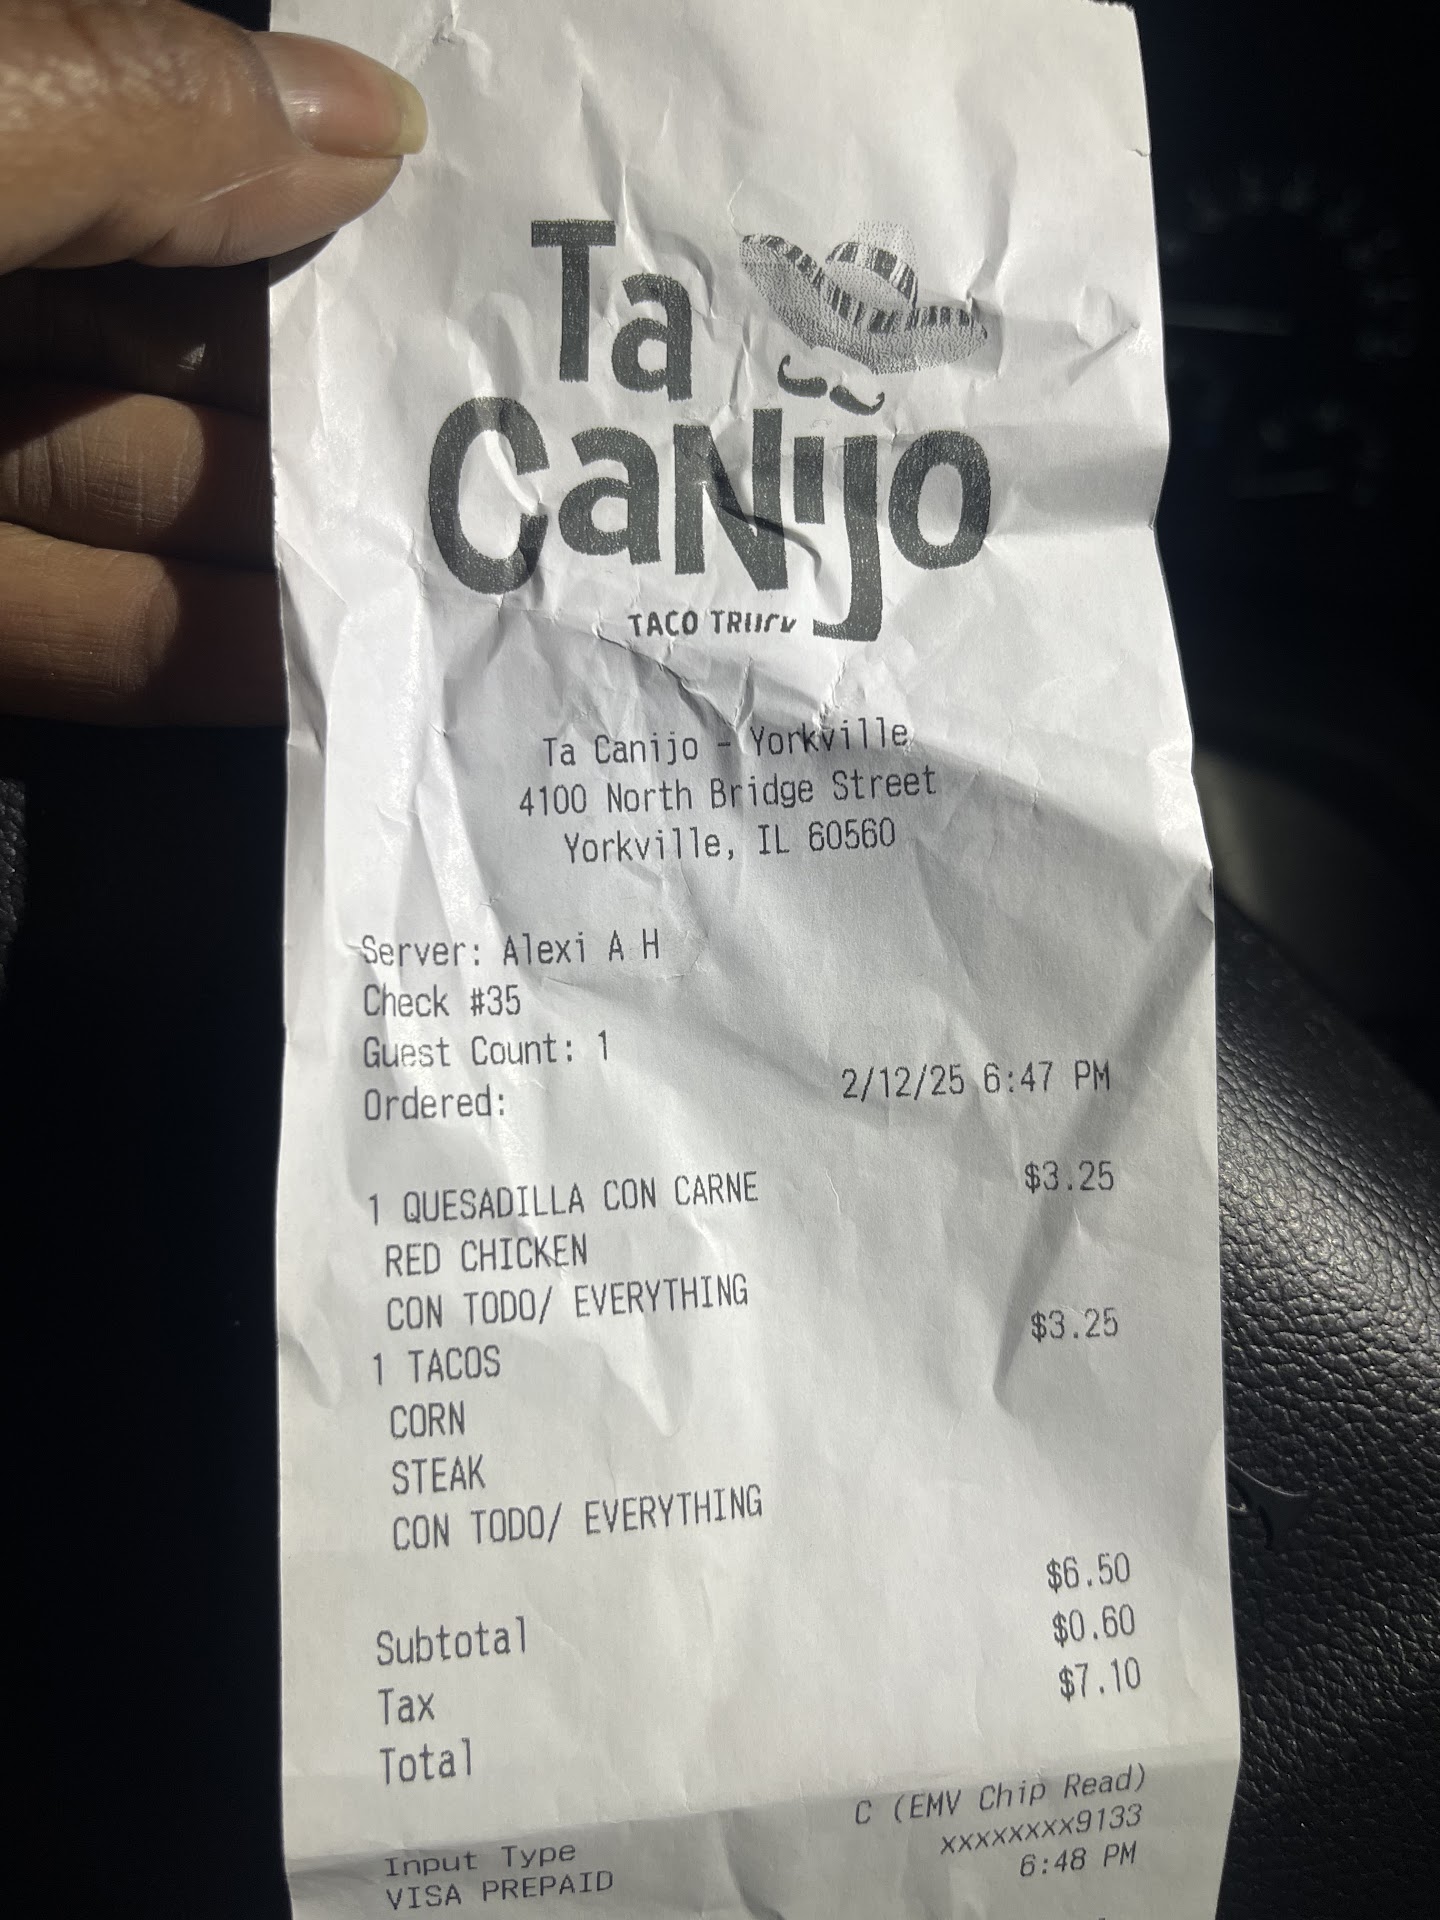 Ta
Canijo
TACO TRUCK
Ta Canijo - Yorkville
4100 North Bridge Street
Yorkville, IL 60560
Server: Alexi A H
Check #35
Guest Count: 1
Ordered: 2/12/25 6:47 PM
1 QUESADILLA CON CARNE $3.25
RED CHICKEN
CON TODO/ EVERYTHING
1 TACOS $3.25
CORN
STEAK
CON TODO/ EVERYTHING
Subtotal $6.50
Tax $0.60
Total $7.10
Input Type C (EMV Chip Read)
VISA PREPAID xxxxxxxx9133
6:48 PM